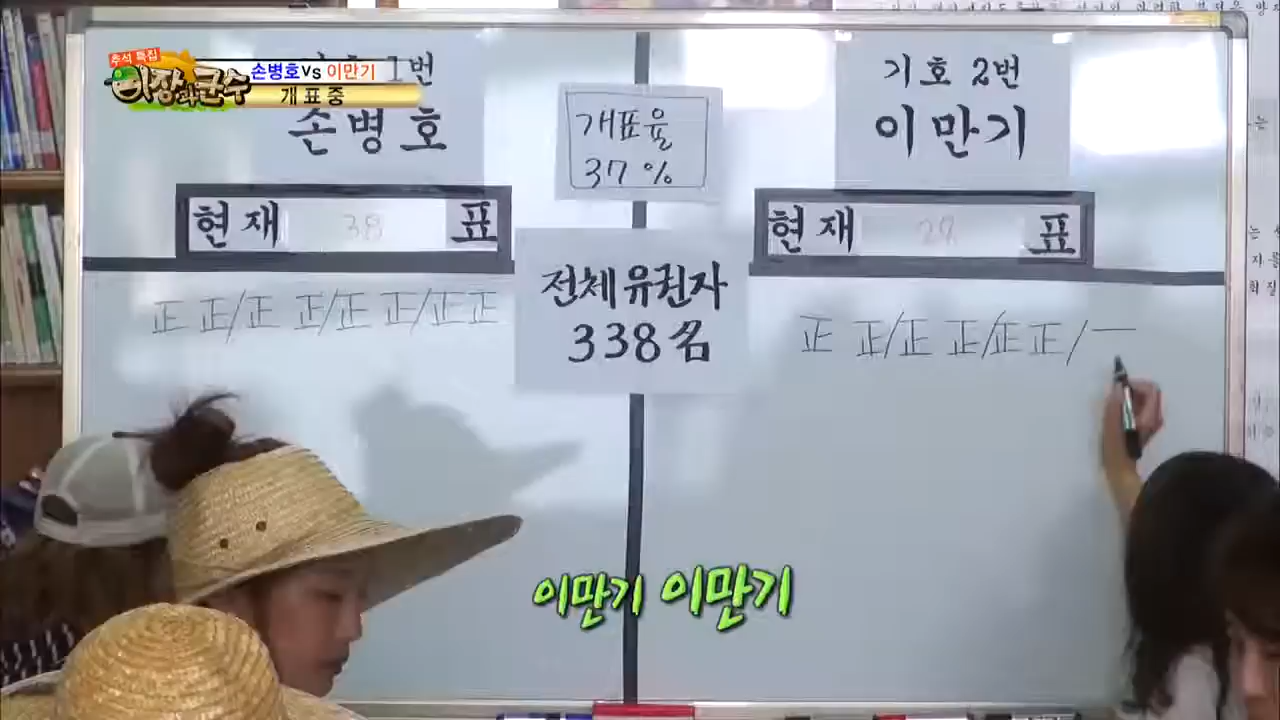 추석 특집
이장과 군수
손병호 Vs 이만기
개표중
1번
손병호
개표율
37 %
기호 2번
이만기
현재 38 표
현재 28 표
전체유권자
338名
正 正/正 正/正 正/正正
正 正/正 正/正正/一
이만기 이만기